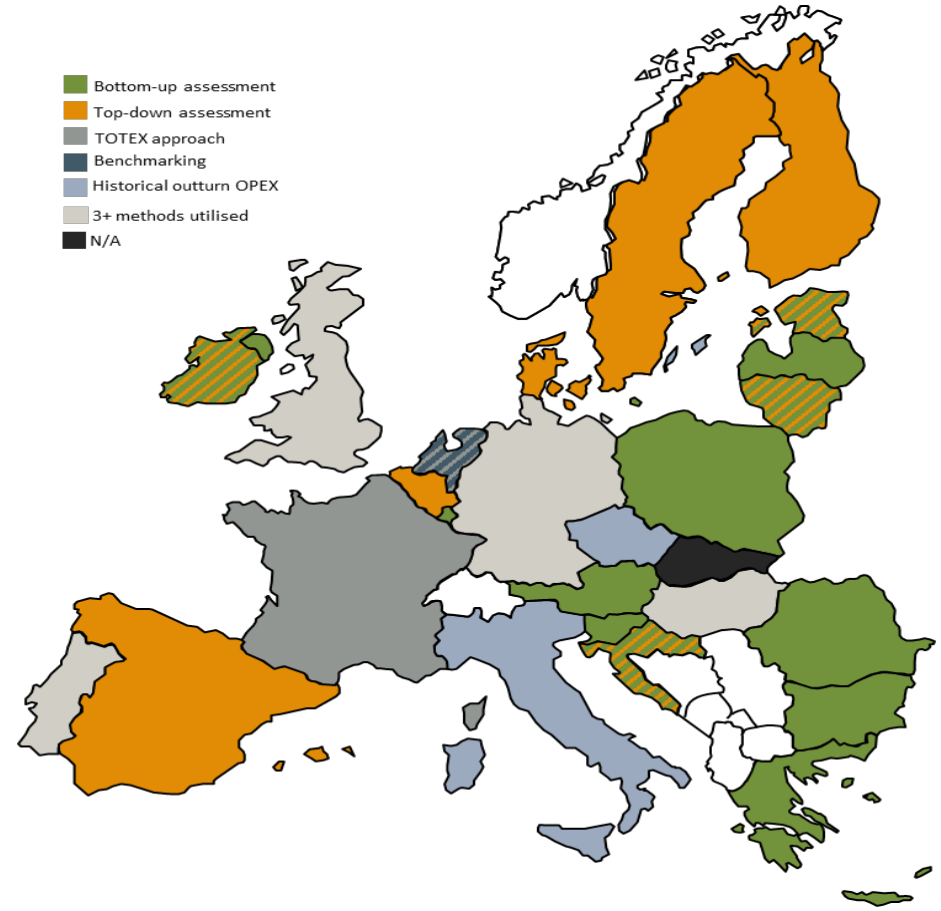 Bottom-up assessment
Top-down assessment
TOTEX approach
Benchmarking
Historical outturn OPEX
3+ methods utilised
N/A